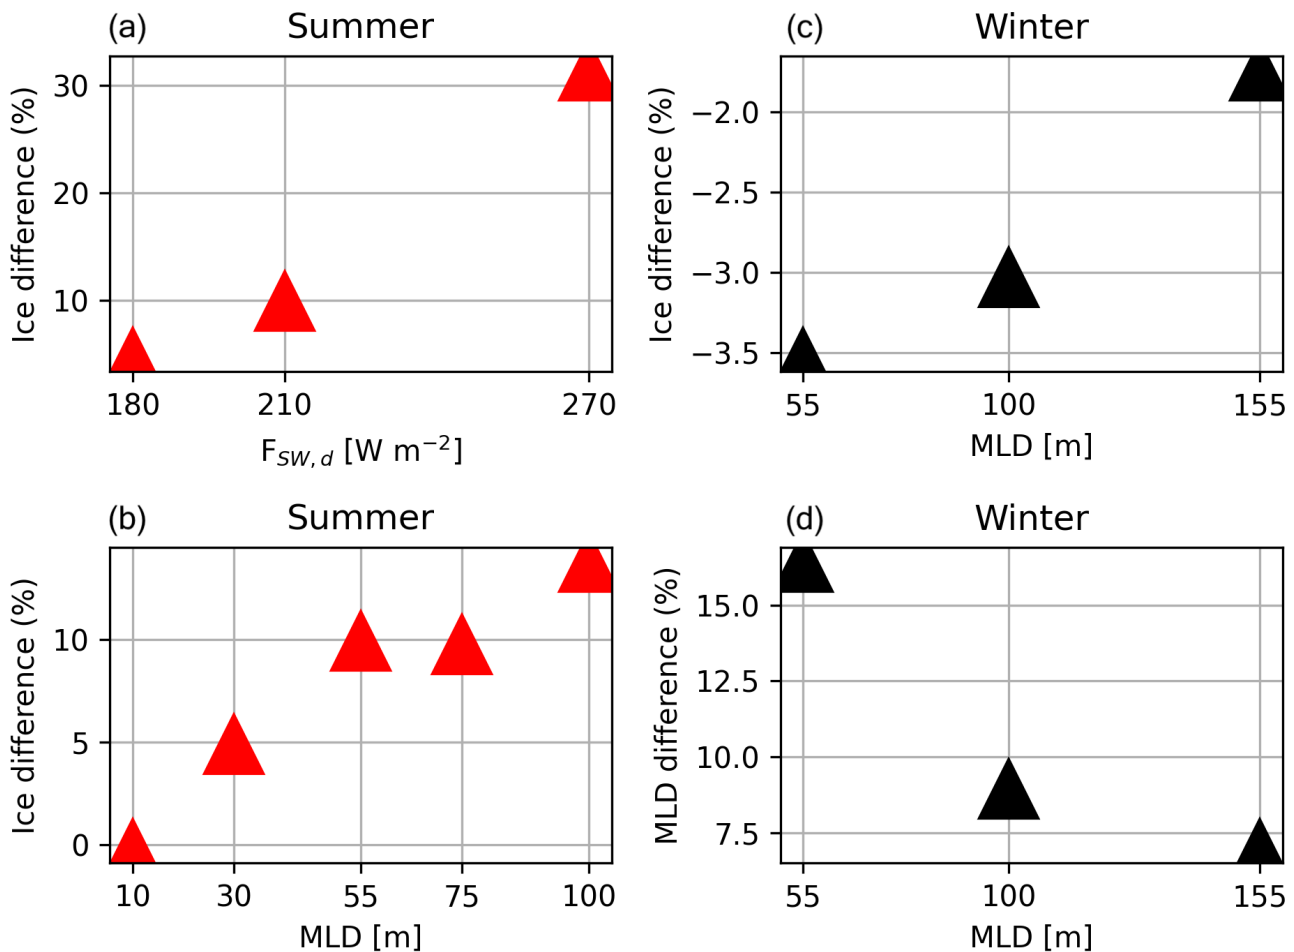 (a) Summer
Ice difference (%)
30
20
10
180 210 270
F_{SW, d} [W m^{−2}]
(c) Winter
Ice difference (%)
−2.0
−2.5
−3.0
−3.5
55 100 155
MLD [m]
(b) Summer
Ice difference (%)
10
5
0
10 30 55 75 100
MLD [m]
(d) Winter
MLD difference (%)
15.0
12.5
10.0
7.5
55 100 155
MLD [m]